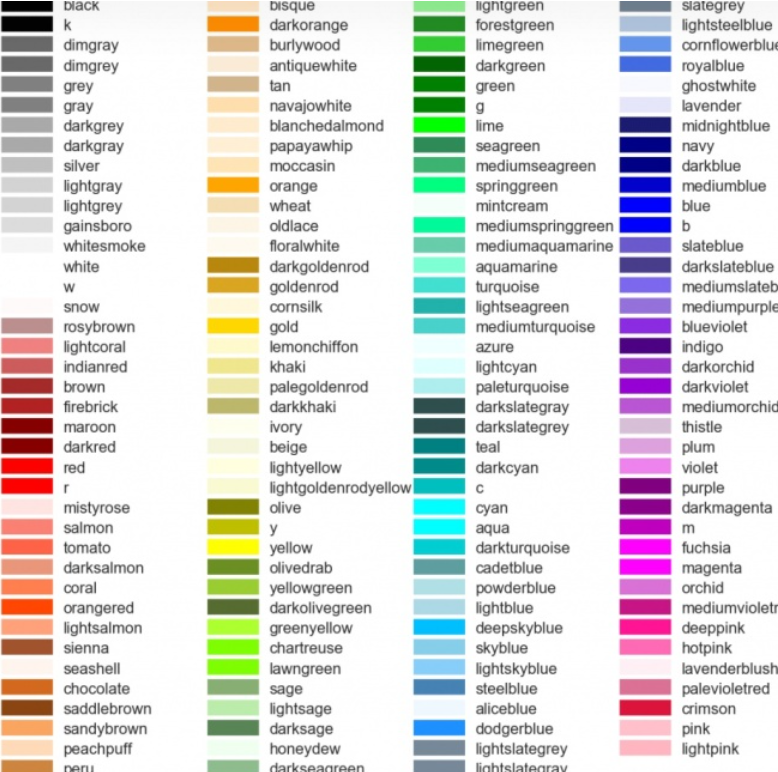 black
k
dimgray
dimgrey
grey
gray
darkgrey
darkgray
silver
lightgray
lightgrey
gainsboro
whitesmoke
white
w
snow
rosybrown
lightcoral
indianred
brown
firebrick
maroon
darkred
red
r
mistyrose
salmon
tomato
darksalmon
coral
orangered
lightsalmon
sienna
seashell
chocolate
saddlebrown
sandybrown
peachpuff
peru
bisque
darkorange
burlywood
antiquewhite
tan
navajowhite
blanchedalmond
papayawhip
moccasin
orange
wheat
oldlace
floralwhite
darkgoldenrod
goldenrod
cornsilk
gold
lemonchiffon
khaki
palegoldenrod
darkkhaki
ivory
beige
lightyellow
lightgoldenrodyellow
olive
y
yellow
olivedrab
yellowgreen
darkolivegreen
greenyellow
chartreuse
lawngreen
sage
lightsage
darksage
honeydew
darkseagreen
lightgreen
forestgreen
limegreen
darkgreen
green
g
lime
seagreen
mediumseagreen
springgreen
mintcream
mediumspringgreen
mediumaquamarine
aquamarine
turquoise
lightseagreen
mediumturquoise
azure
lightcyan
paleturquoise
darkslategray
darkslategrey
teal
darkcyan
c
cyan
aqua
darkturquoise
cadetblue
powderblue
lightblue
deepskyblue
skyblue
lightskyblue
steelblue
aliceblue
dodgerblue
lightslategrey
lightslategray
slategrey
lightsteelblue
cornflowerblue
royalblue
ghostwhite
lavender
midnightblue
navy
darkblue
mediumblue
blue
b
slateblue
darkslateblue
mediumslateb
mediumpurple
blueviolet
indigo
darkorchid
darkviolet
mediumorchid
thistle
plum
violet
purple
darkmagenta
m
fuchsia
magenta
orchid
mediumvioletr
deeppink
hotpink
lavenderblush
palevioletred
crimson
pink
lightpink